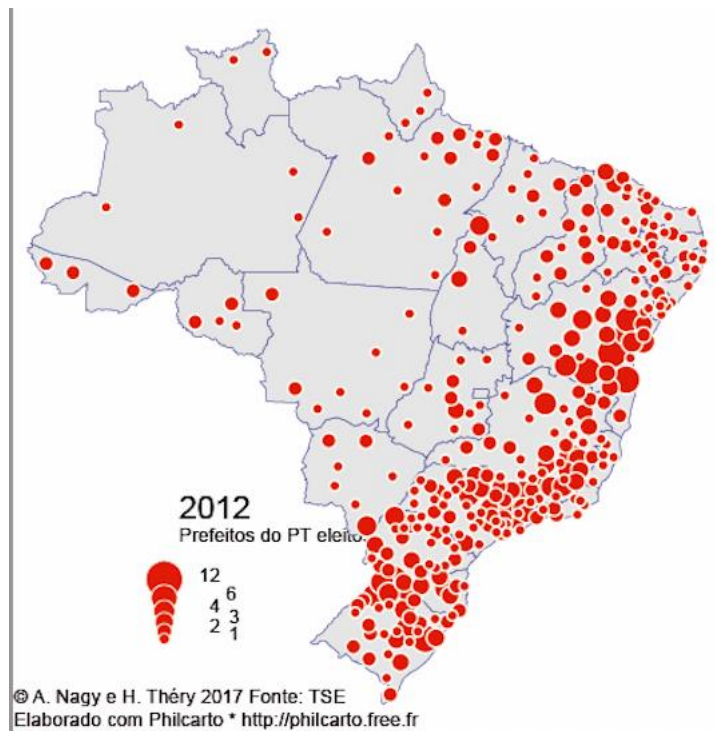 2012
Prefeitos do PT eleito
12
6
4
3
2
1
© A. Nagy e H. Théry 2017 Fonte: TSE
Elaborado com Philcarto * http://philcarto.free.fr